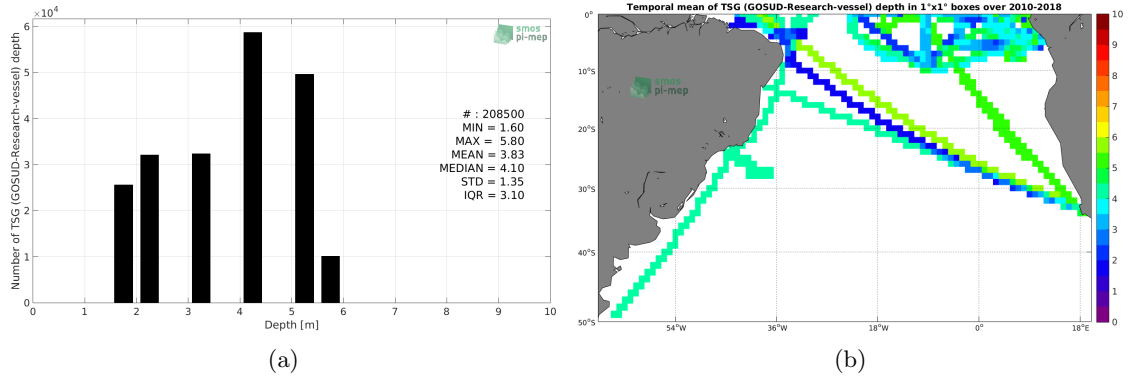 ×10⁴
6
5
4
3
2
1
0
Number of TSG (GOSUD-Research-vessel) depth
smos
pi-mep
# : 208500
MIN = 1.60
MAX = 5.80
MEAN = 3.83
MEDIAN = 4.10
STD = 1.35
IQR = 3.10
0 1 2 3 4 5 6 7 8 9 10
Depth [m]
(a)
Temporal mean of TSG (GOSUD-Research-vessel) depth in 1°x1° boxes over 2010-2018
0°
10°S
20°S
30°S
40°S
50°S
smos
pi-mep
54°W 36°W 18°W 0° 18°E
10
9
8
7
6
5
4
3
2
1
0
(b)